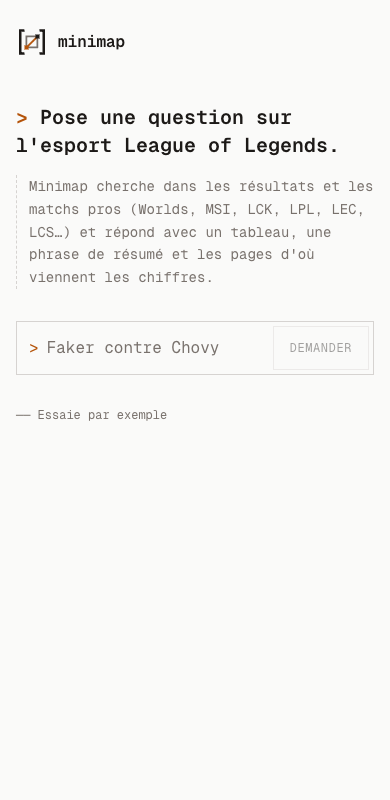 minimap
> Pose une question sur
l'esport League of Legends.
Minimap cherche dans les résultats et les
matchs pros (Worlds, MSI, LCK, LPL, LEC,
LCS…) et répond avec un tableau, une
phrase de résumé et les pages d'où
viennent les chiffres.
> Faker contre Chovy DEMANDER
── Essaie par exemple